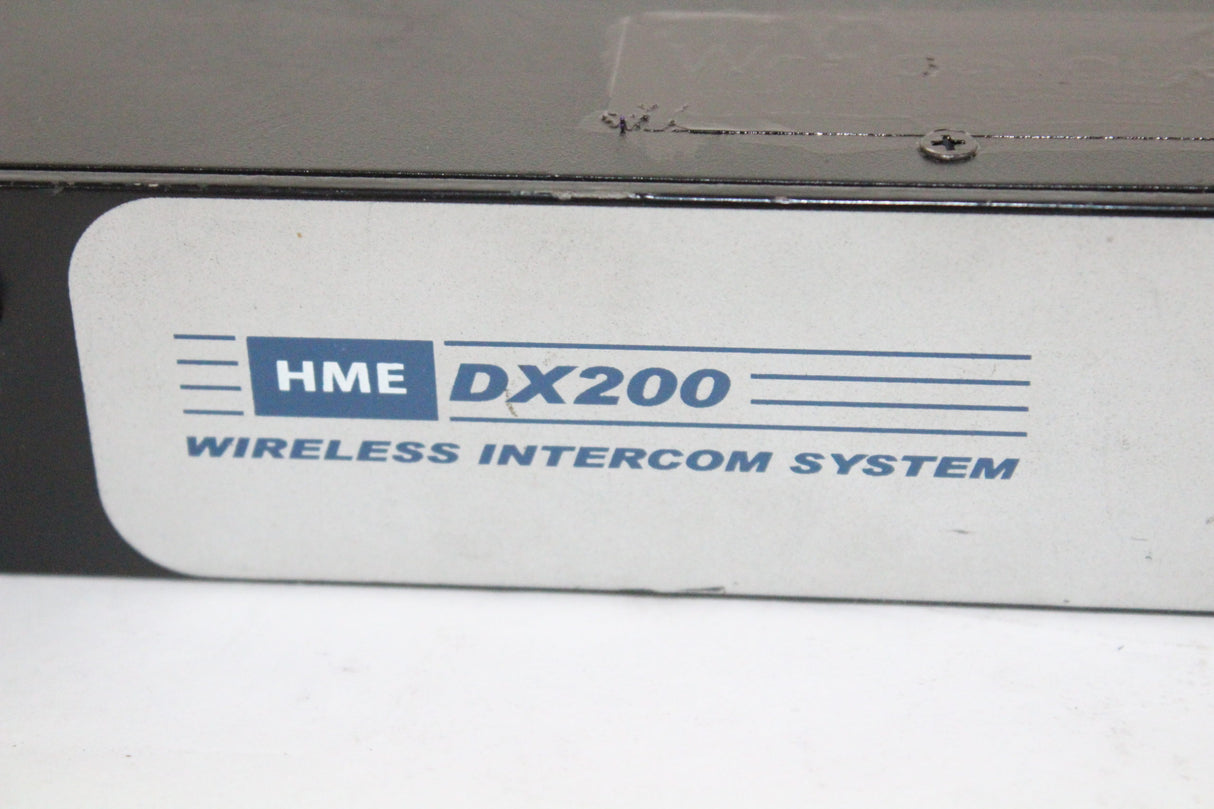 HME DX200
WIRELESS INTERCOM SYSTEM